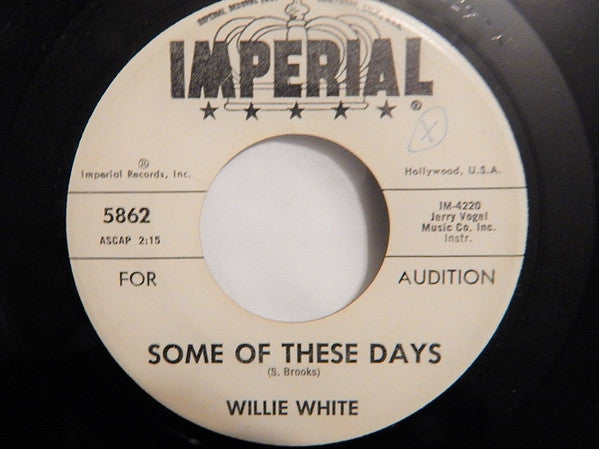 IMPERIAL
★ ★ ★ ★ ★ ®
X
®
Imperial Records, Inc.
Hollywood, U.S.A.
5862
ASCAP 2:15
IM-4220
Jerry Vogel
Music Co. Inc.
Instr.
FOR
AUDITION
SOME OF THESE DAYS
(S. Brooks)
WILLIE WHITE